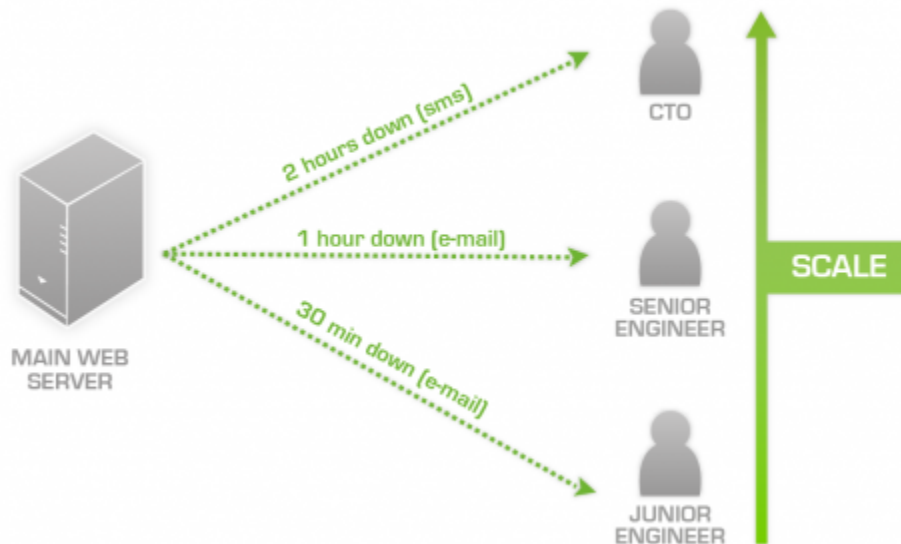 CTO
2 hours down (sms)
1 hour down (e-mail)
SCALE
SENIOR
ENGINEER
30 min down (e-mail)
MAIN WEB
SERVER
JUNIOR
ENGINEER